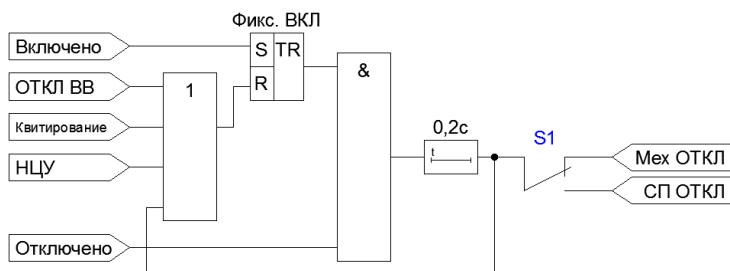 Фикс. ВКЛ
Включено
S TR
ОТКЛ ВВ
R
1
&
Квитирование
0,2с
t
S1
НЦУ
Мех ОТКЛ
СП ОТКЛ
Отключено